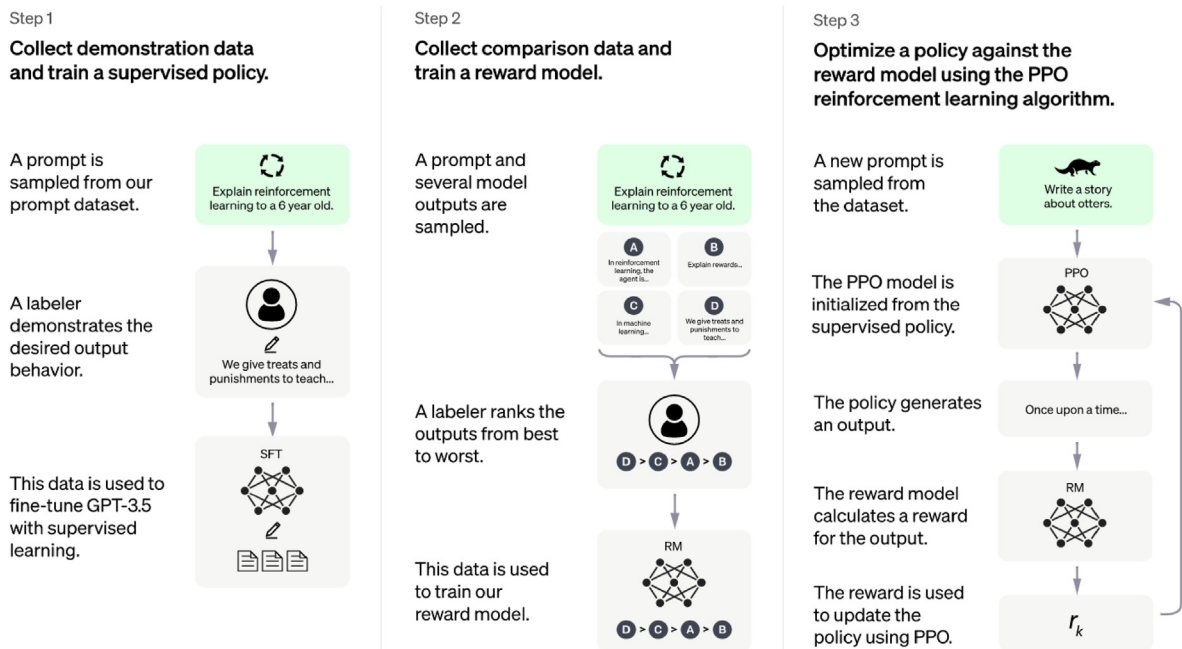 Step 1
Collect demonstration data
and train a supervised policy.
A prompt is
sampled from our
prompt dataset.
Explain reinforcement
learning to a 6 year old.
A labeler
demonstrates the
desired output
behavior.
We give treats and
punishments to teach...
This data is used to
fine-tune GPT-3.5
with supervised
learning.
SFT
Step 2
Collect comparison data and
train a reward model.
A prompt and
several model
outputs are
sampled.
Explain reinforcement
learning to a 6 year old.
A
In reinforcement
learning, the
agent is...
B
Explain rewards...
C
In machine
learning...
D
We give treats and
punishments to
teach...
A labeler ranks the
outputs from best
to worst.
D > C > A > B
This data is used
to train our
reward model.
RM
D > C > A > B
Step 3
Optimize a policy against the
reward model using the PPO
reinforcement learning algorithm.
A new prompt is
sampled from
the dataset.
Write a story
about otters.
The PPO model is
initialized from the
supervised policy.
PPO
The policy generates
an output.
Once upon a time...
The reward model
calculates a reward
for the output.
RM
The reward is used
to update the
policy using PPO.
rₖ